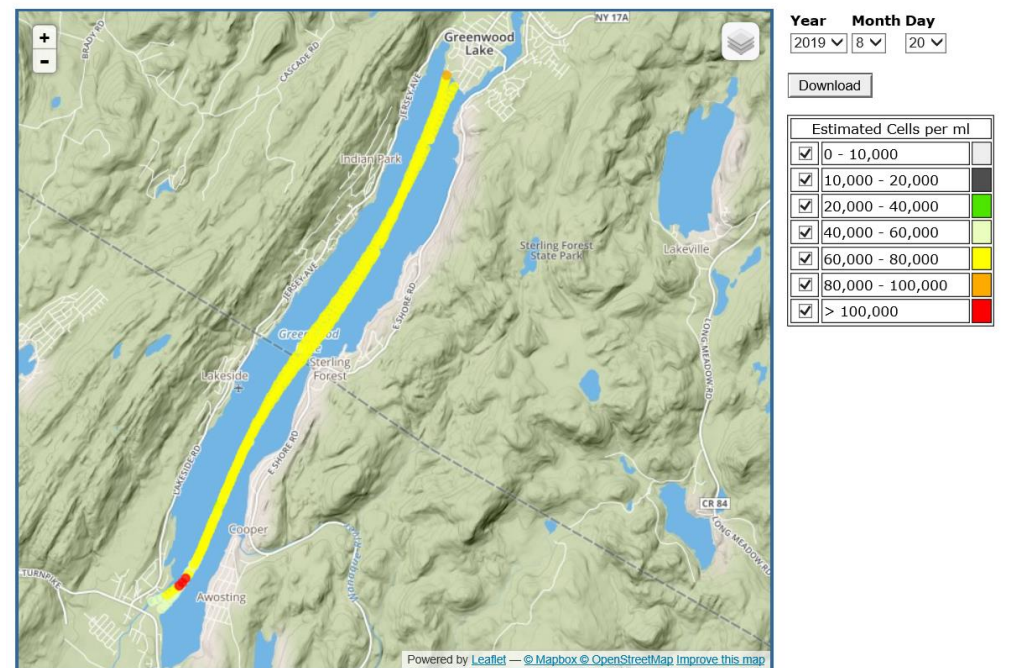 +
-
BRADY RD
CASCADE RD
NY 17A
Greenwood
Lake
JERSEY AVE
Indian Park
JERSEY AVE
Sterling Forest
State Park
Lakeville
E SHORE RD
LONG MEADOW RD
Sterling
Forest
Lakeside
LAKESIDE RD
E SHORE RD
CR 84
LONG MEADOW RD
Cooper
TURNPIKE
Awosting
Powered by Leaflet — © Mapbox © OpenStreetMap Improve this map
Year Month Day
2019 8 20
Download
Estimated Cells per ml
0 - 10,000
10,000 - 20,000
20,000 - 40,000
40,000 - 60,000
60,000 - 80,000
80,000 - 100,000
> 100,000